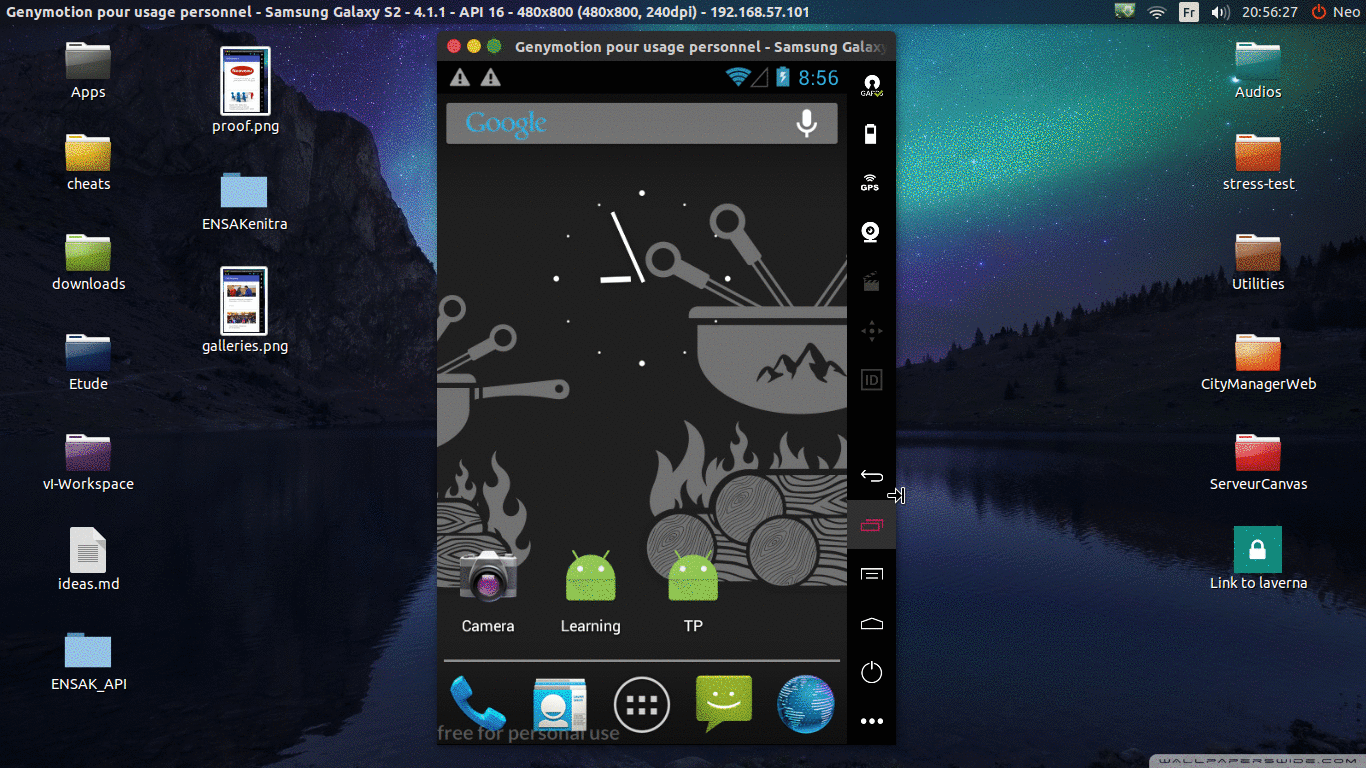 Genymotion pour usage personnel - Samsung Galaxy S2 - 4.1.1 - API 16 - 480x800 (480x800, 240dpi) - 192.168.57.101
Fr
20:56:27
Neo
Apps
cheats
downloads
Etude
vI-Workspace
ideas.md
ENSAK_API
Nouveau
proof.png
ENSAKenitra
galleries.png
Genymotion pour usage personnel - Samsung Galaxy
8:56
Google
Camera
Learning
TP
free for personal use
GAPPS
GPS
ID
Audios
stress-test
Utilities
CityManagerWeb
ServeurCanvas
Link to laverna
WALLPAPERSWIDE.COM